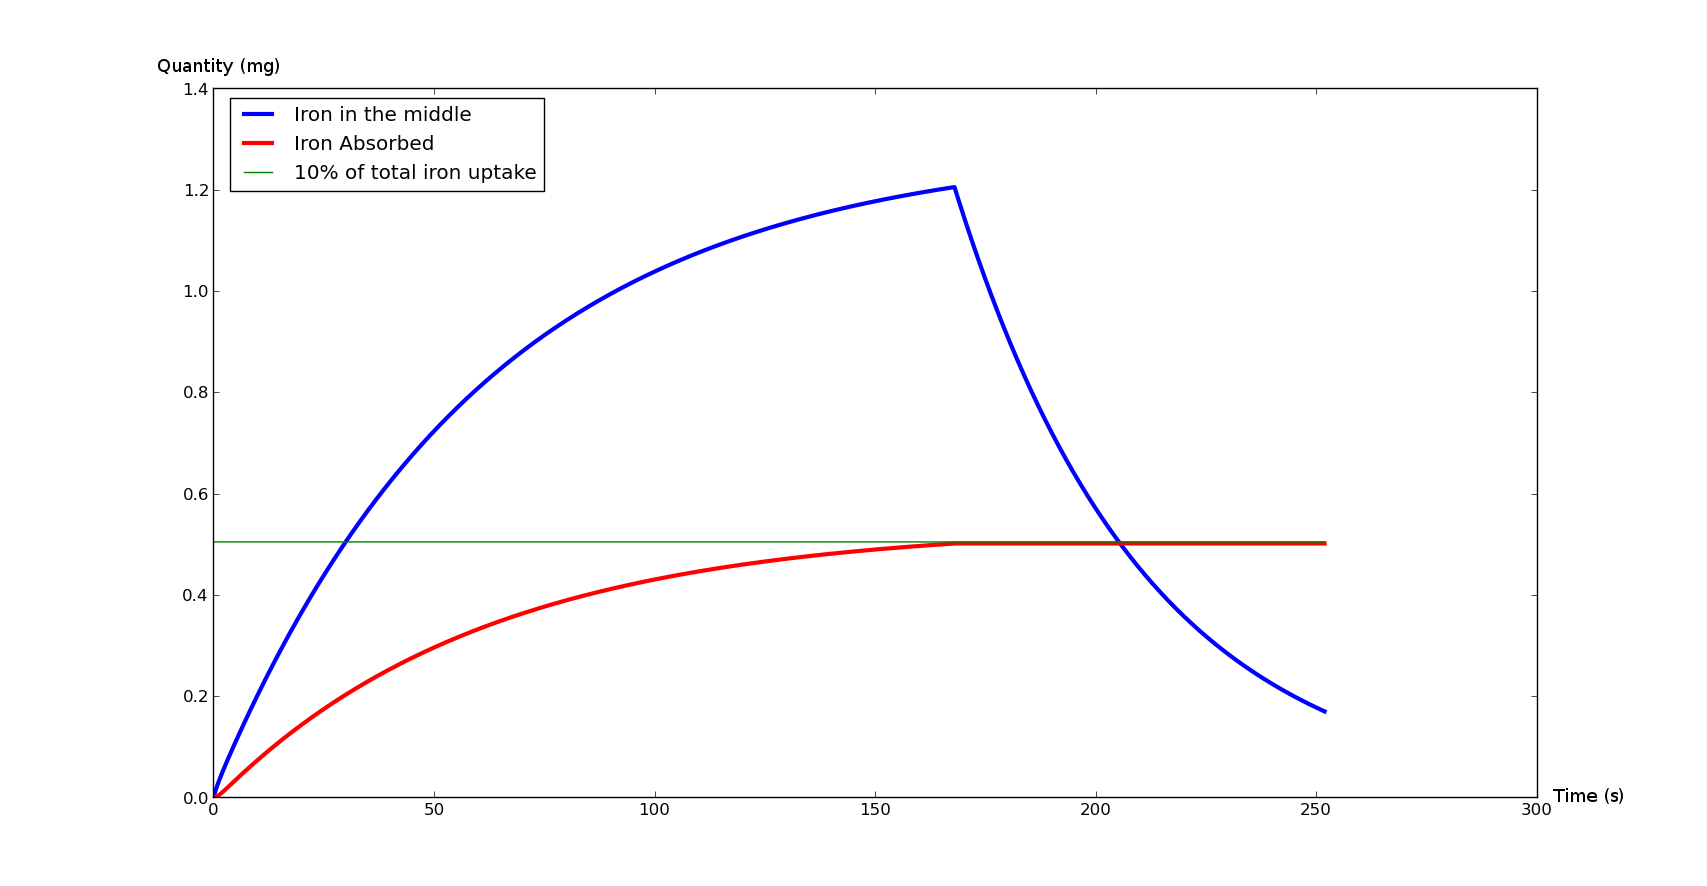 Quantity (mg)
1.4
Iron in the middle
Iron Absorbed
10% of total iron uptake
1.2
1.0
0.8
0.6
0.4
0.2
0.0
0 50 100 150 200 250 300
Time (s)